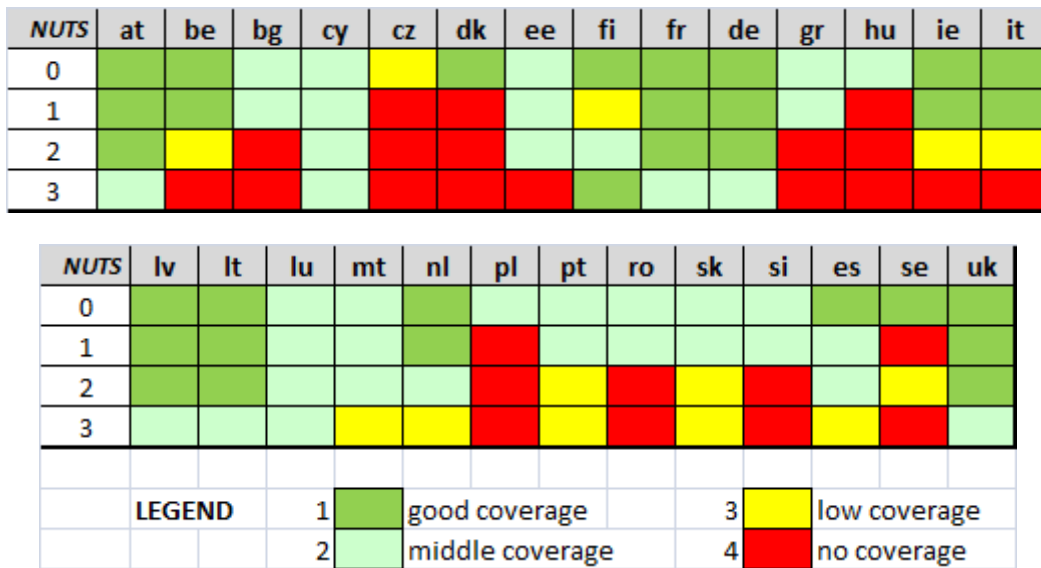 NUTS at be bg cy cz dk ee fi fr de gr hu ie it
0
1
2
3
NUTS lv lt lu mt nl pl pt ro sk si es se uk
0
1
2
3
LEGEND 1 good coverage 3 low coverage
2 middle coverage 4 no coverage